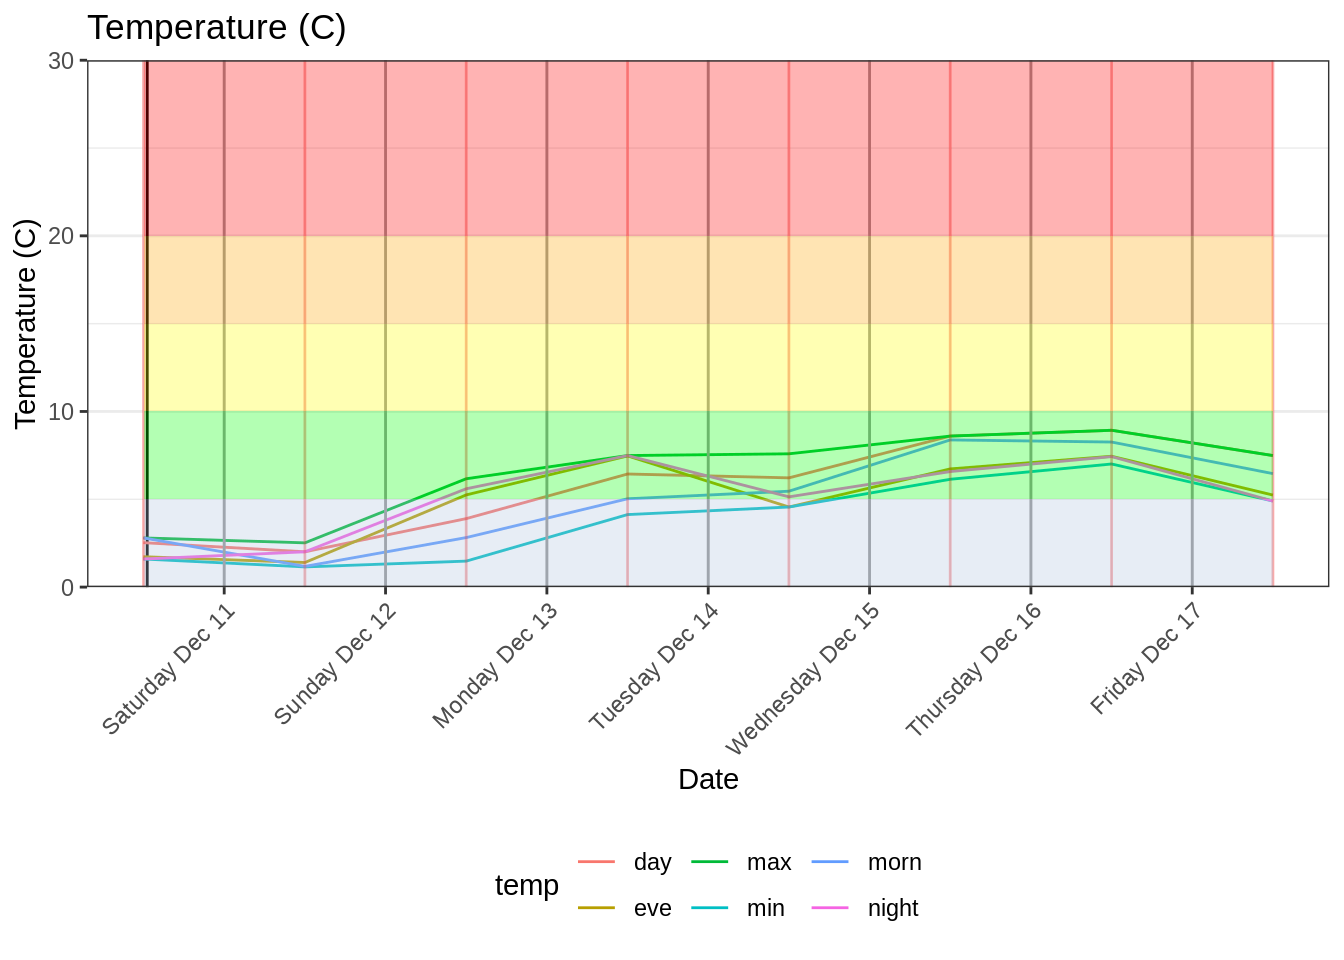 Temperature (C)
Temperature (C)
30
20
10
0
Saturday Dec 11
Sunday Dec 12
Monday Dec 13
Tuesday Dec 14
Wednesday Dec 15
Thursday Dec 16
Friday Dec 17
Date
temp
day max morn
eve min night